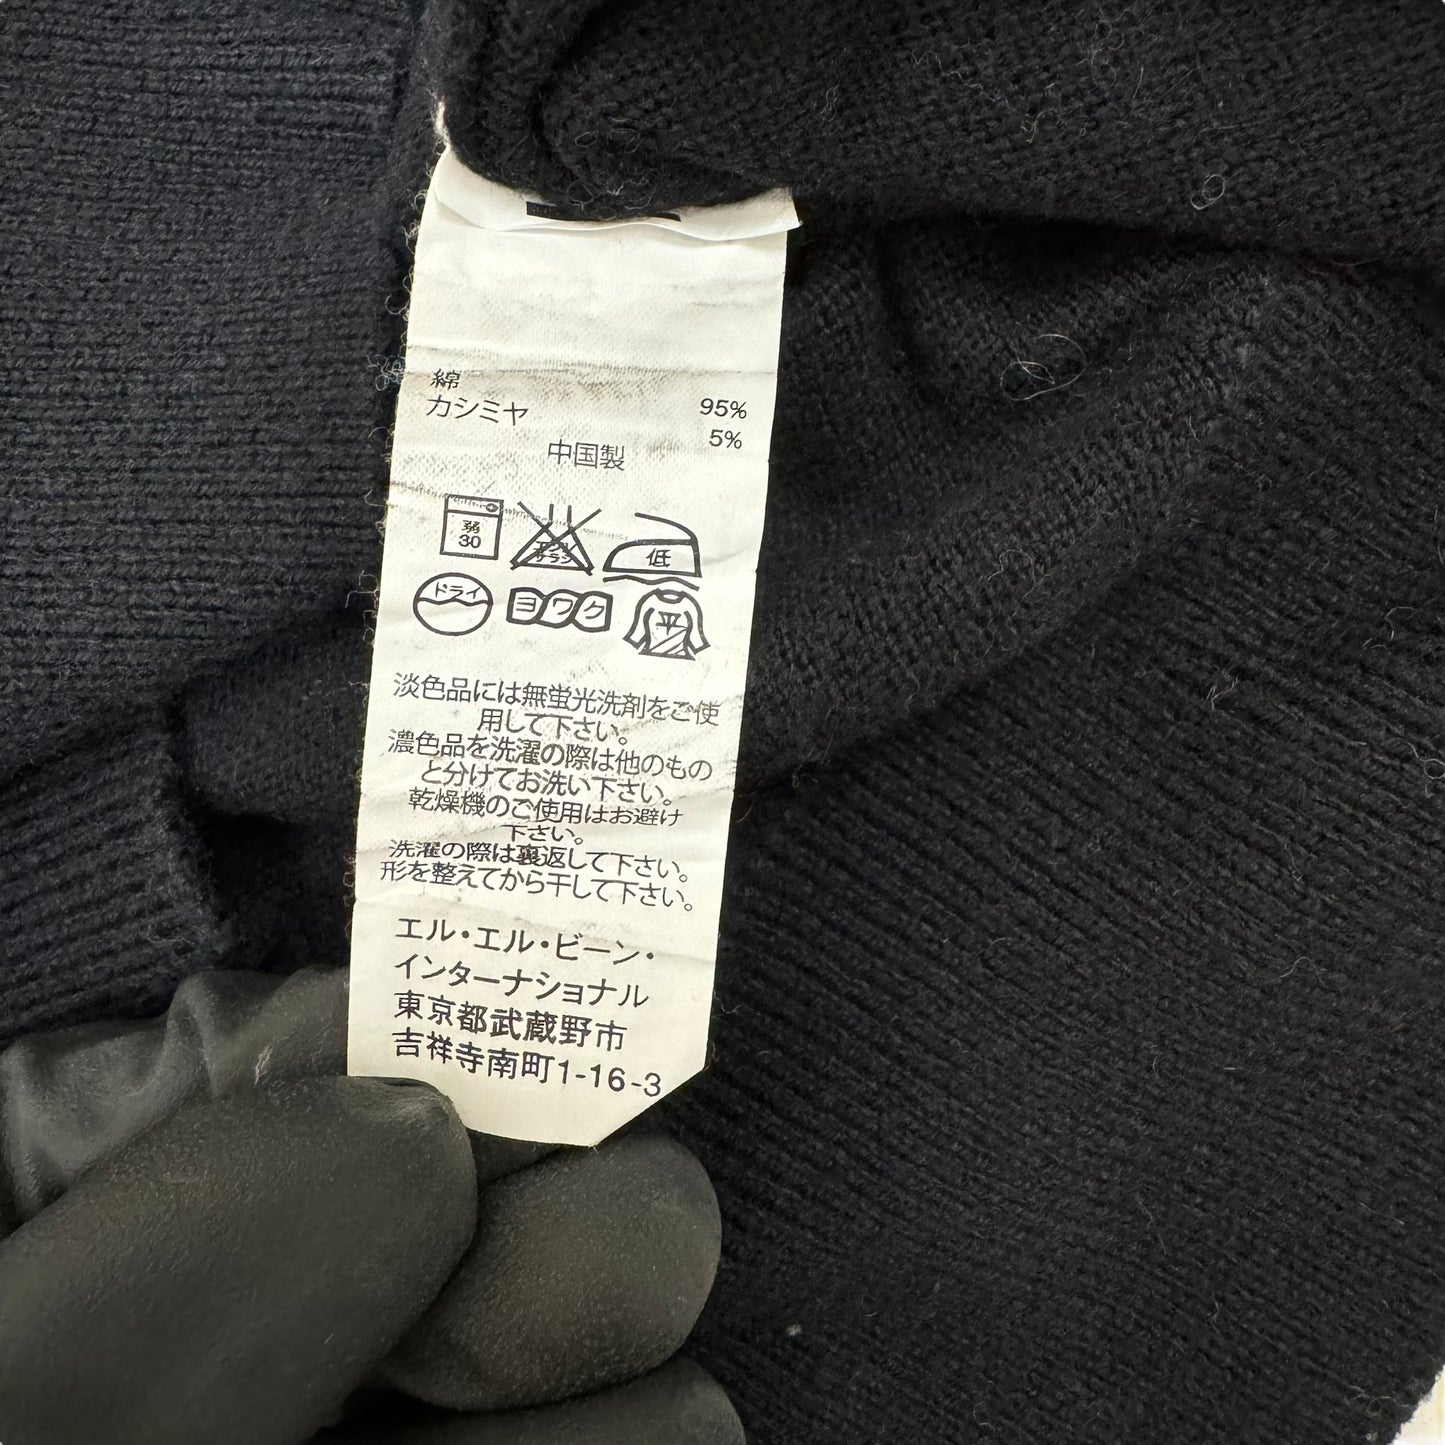 綿 95%
カシミヤ 5%
中国製
弱
30
エンソ
サラシ
低
ドライ
ヨワク
平
淡色品には無蛍光洗剤をご使
用して下さい。
濃色品を洗濯の際は他のもの
と分けてお洗い下さい。
乾燥機のご使用はお避け
下さい。
洗濯の際は裏返して下さい。
形を整えてから干して下さい。
エル・エル・ビーン・
インターナショナル
東京都武蔵野市
吉祥寺南町1-16-3